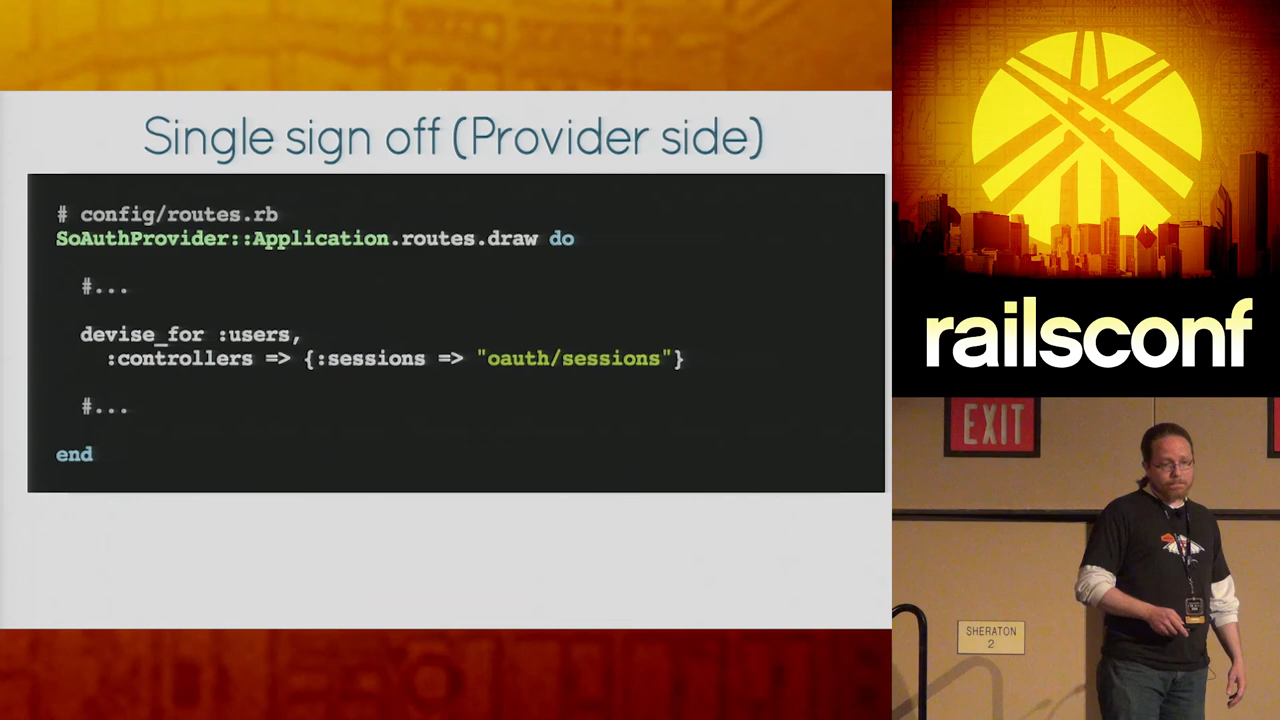 Single sign off (Provider side)
# config/routes.rb
SoAuthProvider::Application.routes.draw do
#...
devise_for :users,
:controllers => {:sessions => "oauth/sessions"}
#...
end
railsconf
EXIT
SHERATON
2